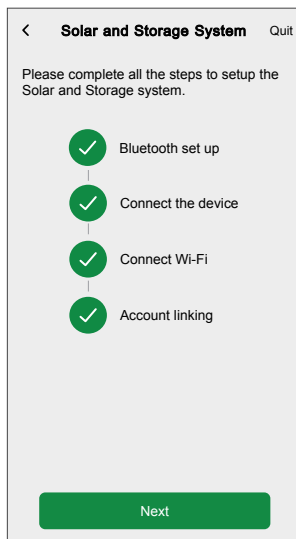 Solar and Storage System Quit
Please complete all the steps to setup the
Solar and Storage system.
Bluetooth set up
Connect the device
Connect Wi-Fi
Account linking
Next